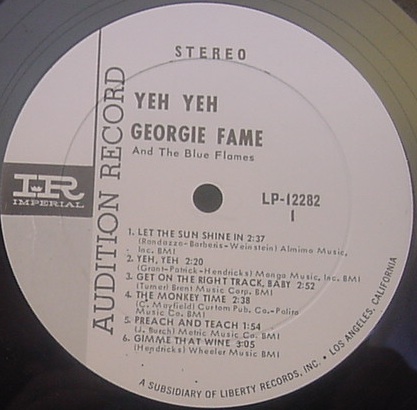 STEREO
YEH YEH
GEORGIE FAME
And The Blue Flames
IR
IMPERIAL
AUDITION RECORD
LP-12282
1
1. LET THE SUN SHINE IN 2:37
(Randazzo-Barberis-Weinstein) Almimo Music,
Inc. BMI
2. YEH, YEH 2:20
(Grant-Patrick-Hendricks) Mongo Music, Inc. BMI
3. GET ON THE RIGHT TRACK, BABY 2:52
(Turner) Brent Music Corp. BMI
4. THE MONKEY TIME 2:38
(C. Mayfield) Curtom Pub. Co.-Palito
Music Co. BMI
5. PREACH AND TEACH 1:54
(J. Burch) Metric Music Co. BMI
6. GIMME THAT WINE 3:05
(Hendricks) Wheeler Music BMI
A SUBSIDIARY OF LIBERTY RECORDS, INC. • LOS ANGELES, CALIFORNIA